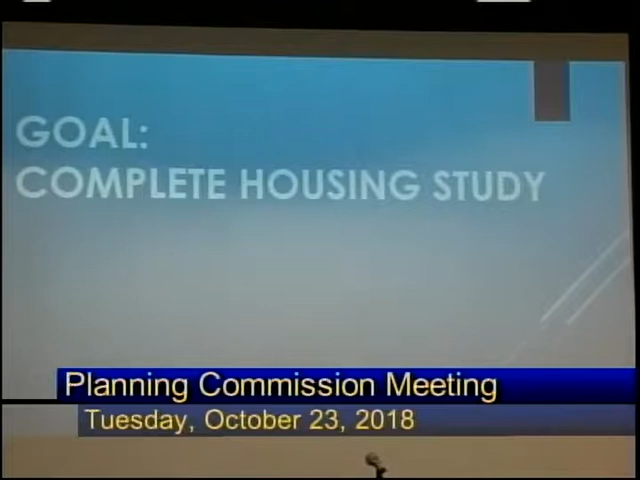 GOAL:
COMPLETE HOUSING STUDY
Planning Commission Meeting
Tuesday, October 23, 2018